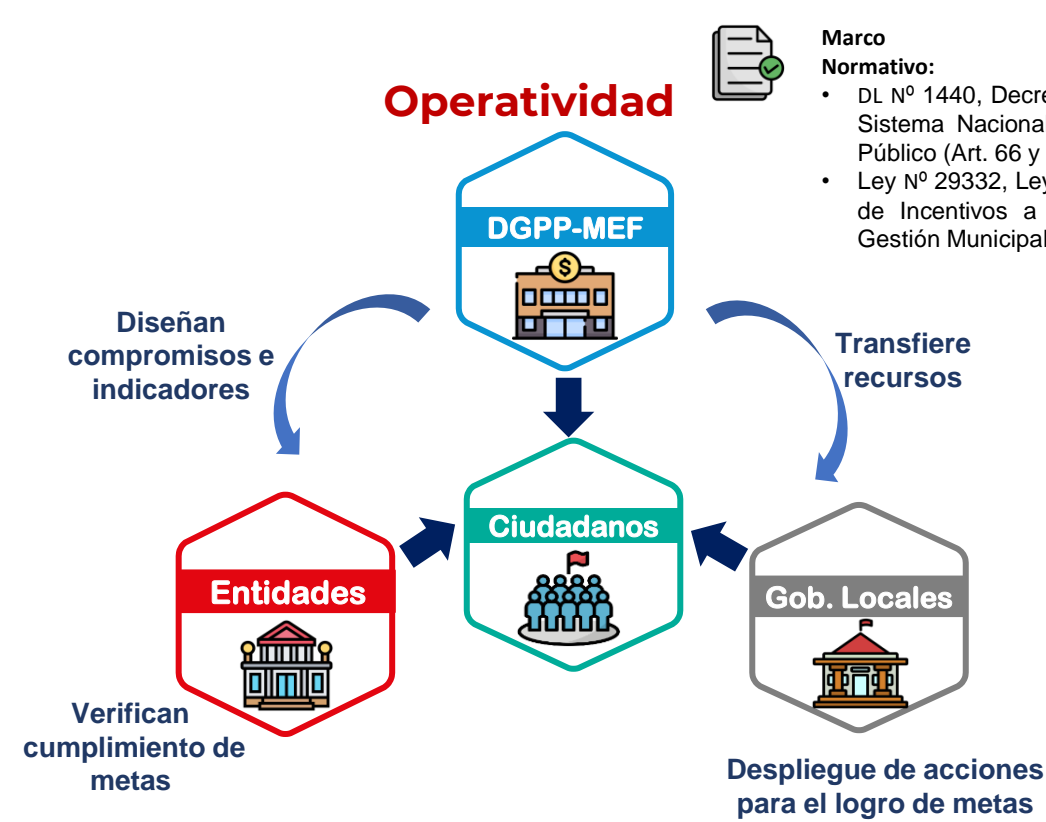 Marco
Normativo:
• DL Nº 1440, Decre
Sistema Naciona
Público (Art. 66 y
• Ley Nº 29332, Ley
de Incentivos a
Gestión Municipal
Operatividad
DGPP-MEF
$
Diseñan
compromisos e
indicadores
Transfiere
recursos
Ciudadanos
Entidades
Gob. Locales
Verifican
cumplimiento de
metas
Despliegue de acciones
para el logro de metas